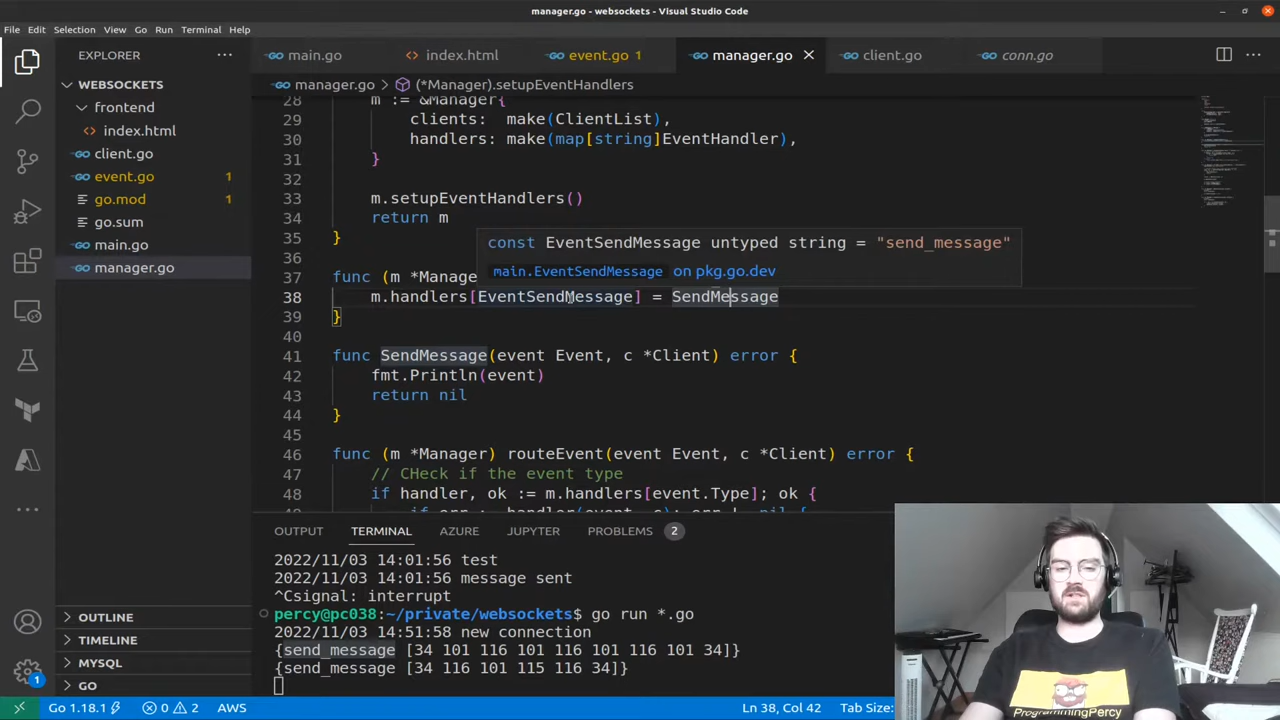 manager.go - websockets - Visual Studio Code
File Edit Selection View Go Run Terminal Help
EXPLORER
main.go
index.html
event.go 1
manager.go
client.go
conn.go
WEBSOCKETS
frontend
index.html
client.go
event.go 1
go.mod 1
go.sum
main.go
manager.go
OUTLINE
TIMELINE
MYSQL
GO
manager.go > (*Manager).setupEventHandlers
28 m := &Manager{
29 clients: make(ClientList),
30 handlers: make(map[string]EventHandler),
31 }
32
33 m.setupEventHandlers()
34 return m
35 }
const EventSendMessage untyped string = "send_message"
main.EventSendMessage on pkg.go.dev
37 func (m *Manage
38 m.handlers[EventSendMessage] = SendMessage
39 }
40
41 func SendMessage(event Event, c *Client) error {
42 fmt.Println(event)
43 return nil
44 }
45
46 func (m *Manager) routeEvent(event Event, c *Client) error {
47 // CHeck if the event type
48 if handler, ok := m.handlers[event.Type]; ok {
OUTPUT TERMINAL AZURE JUPYTER PROBLEMS 2
2022/11/03 14:01:56 test
2022/11/03 14:01:56 message sent
^Csignal: interrupt
percy@pc038:~/private/websockets$ go run *.go
2022/11/03 14:51:58 new connection
{send_message [34 101 116 101 116 101 116 101 34]}
{send_message [34 116 101 115 116 34]}
ProgrammingPercy
1
Go 1.18.1 0 2 AWS
Ln 38, Col 42 Tab Size: